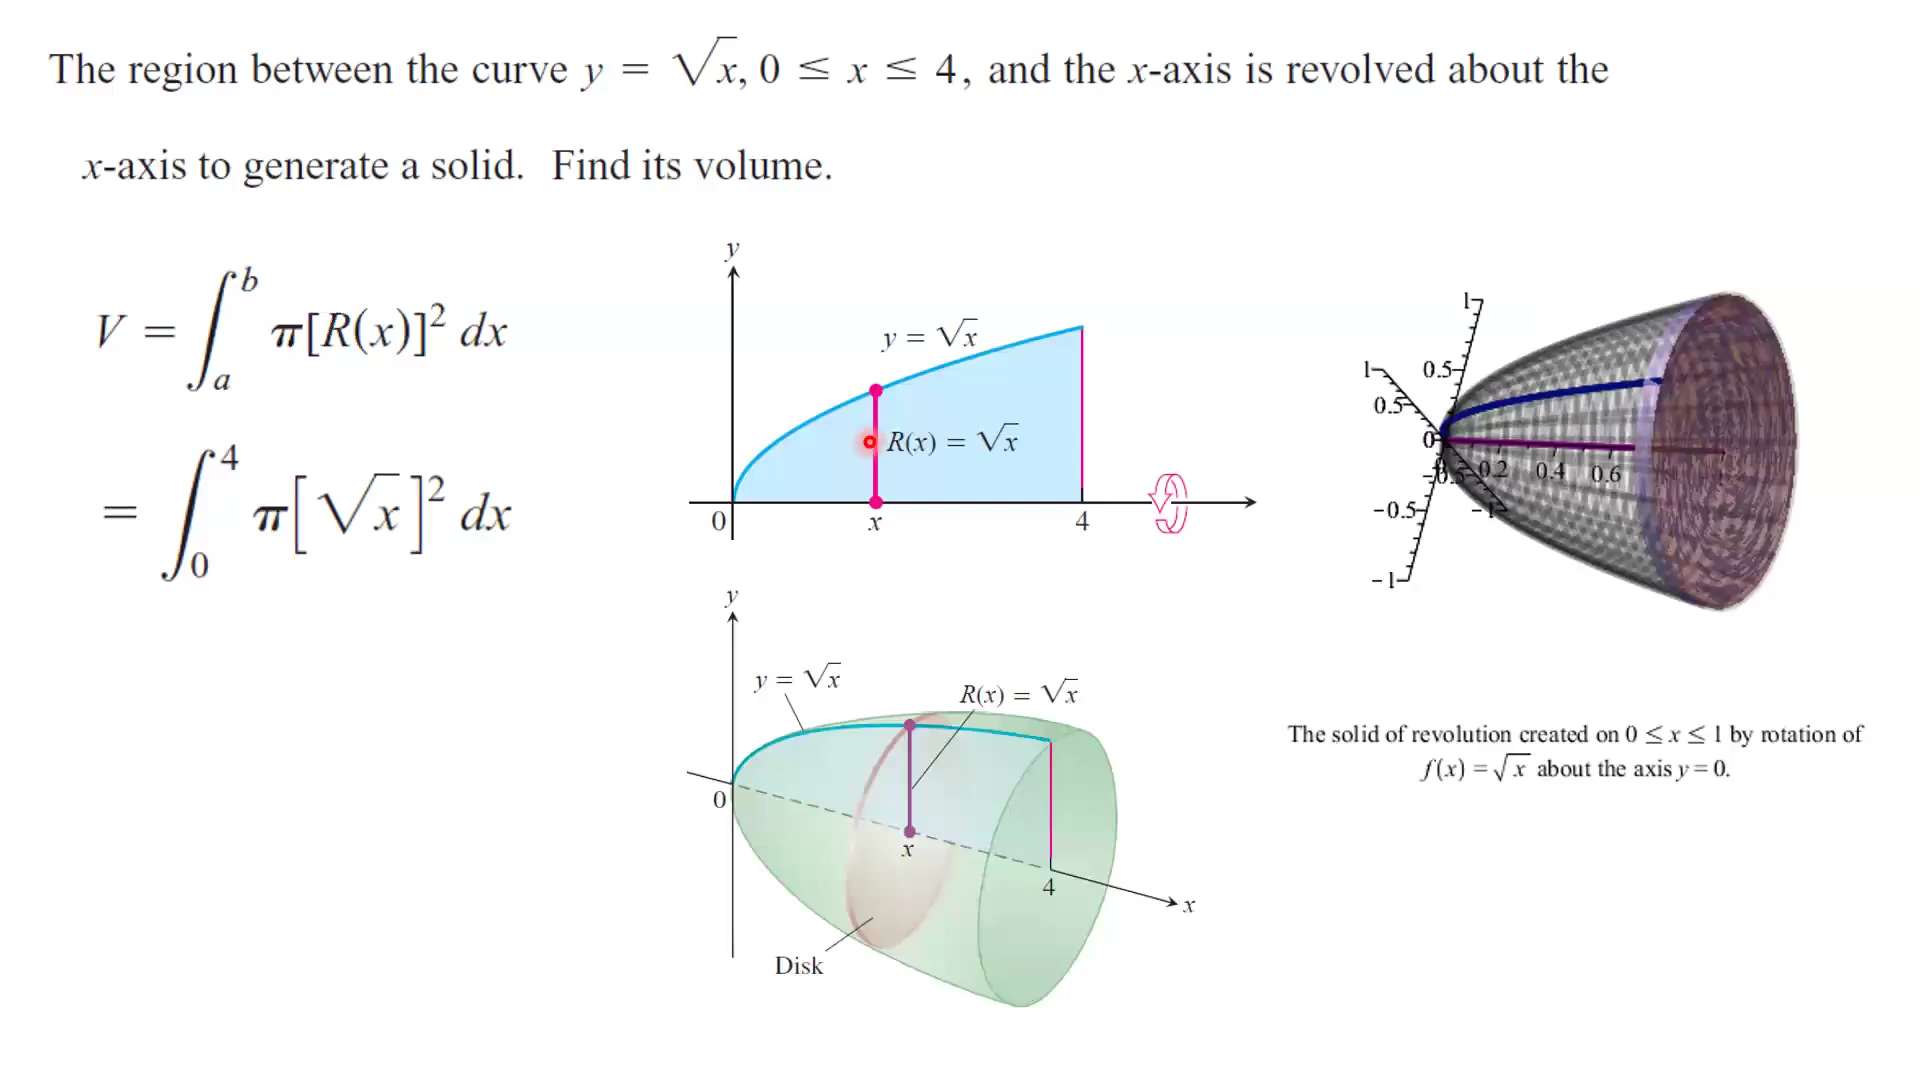 The region between the curve y = √x, 0 ≤ x ≤ 4, and the x-axis is revolved about the
x-axis to generate a solid. Find its volume.
V = ∫_a^b π[R(x)]² dx
= ∫_0^4 π[√x]² dx
y
y = √x
R(x) = √x
0
x
4
y
y = √x
R(x) = √x
0
x
4
x
Disk
1
0.5
1
0.5
0
0.2
0.4
0.6
-0.5
-1
-1
The solid of revolution created on 0 ≤ x ≤ 1 by rotation of
f(x) = √x about the axis y = 0.